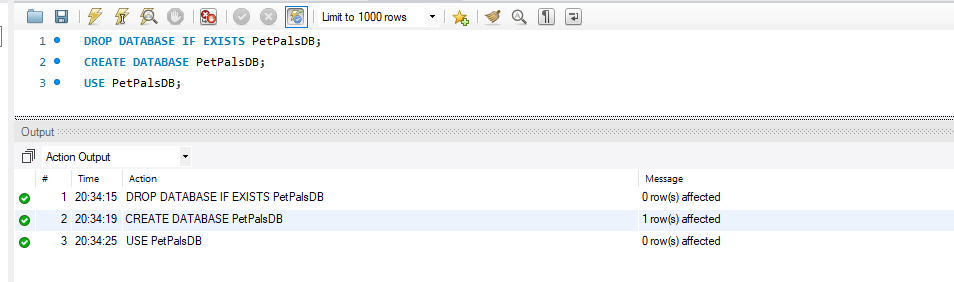 Limit to 1000 rows
1 DROP DATABASE IF EXISTS PetPalsDB;
2 CREATE DATABASE PetPalsDB;
3 USE PetPalsDB;
Output
Action Output
# Time Action Message
1 20:34:15 DROP DATABASE IF EXISTS PetPalsDB 0 row(s) affected
2 20:34:19 CREATE DATABASE PetPalsDB 1 row(s) affected
3 20:34:25 USE PetPalsDB 0 row(s) affected